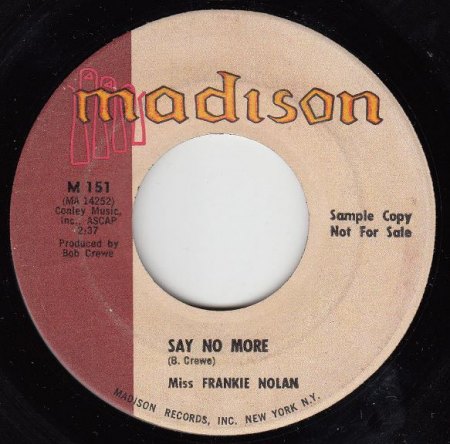 madison
M 151
(MA 14252)
Conley Music,
Inc., ASCAP
2:37
Produced by
Bob Crewe
Sample Copy
Not For Sale
SAY NO MORE
(B. Crewe)
Miss FRANKIE NOLAN
MADISON RECORDS, INC. NEW YORK N.Y.